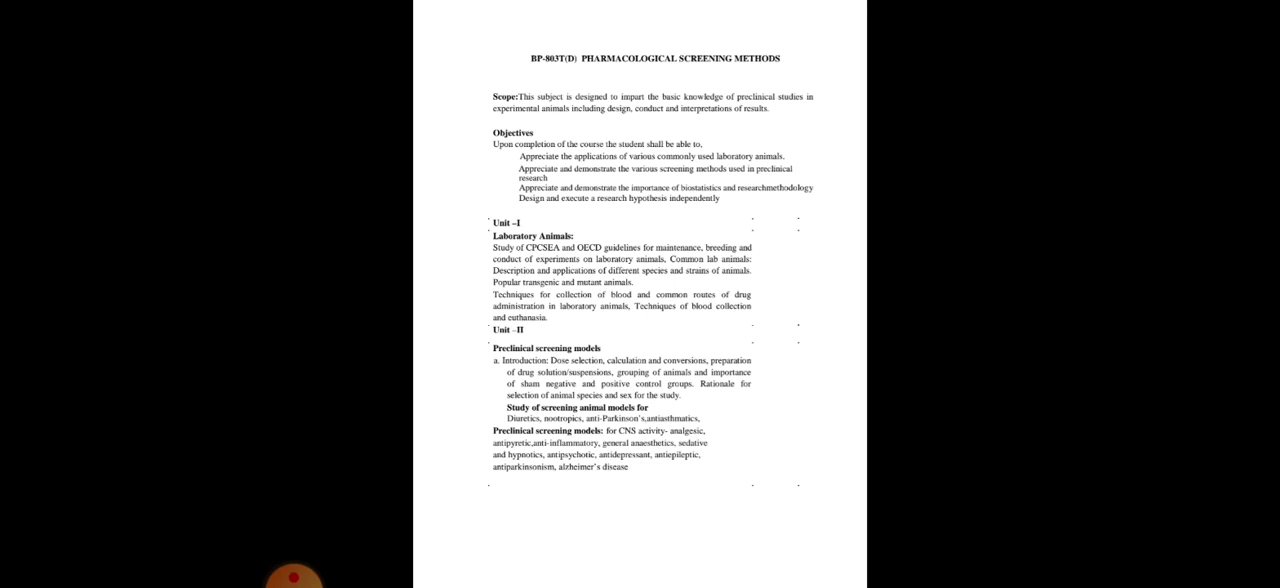 BP-803T(D) PHARMACOLOGICAL SCREENING METHODS
Scope:This subject is designed to impart the basic knowledge of preclinical studies in
experimental animals including design, conduct and interpretations of results.
Objectives
Upon completion of the course the student shall be able to,
Appreciate the applications of various commonly used laboratory animals.
Appreciate and demonstrate the various screening methods used in preclinical
research
Appreciate and demonstrate the importance of biostatistics and researchmethodology
Design and execute a research hypothesis independently
Unit –I
Laboratory Animals:
Study of CPCSEA and OECD guidelines for maintenance, breeding and
conduct of experiments on laboratory animals, Common lab animals:
Description and applications of different species and strains of animals.
Popular transgenic and mutant animals.
Techniques for collection of blood and common routes of drug
administration in laboratory animals, Techniques of blood collection
and euthanasia.
Unit –II
Preclinical screening models
a. Introduction: Dose selection, calculation and conversions, preparation
of drug solution/suspensions, grouping of animals and importance
of sham negative and positive control groups. Rationale for
selection of animal species and sex for the study.
Study of screening animal models for
Diuretics, nootropics, anti-Parkinson's,antiasthmatics,
Preclinical screening models: for CNS activity- analgesic,
antipyretic,anti-inflammatory, general anaesthetics, sedative
and hypnotics, antipsychotic, antidepressant, antiepileptic,
antiparkinsonism, alzheimer's disease